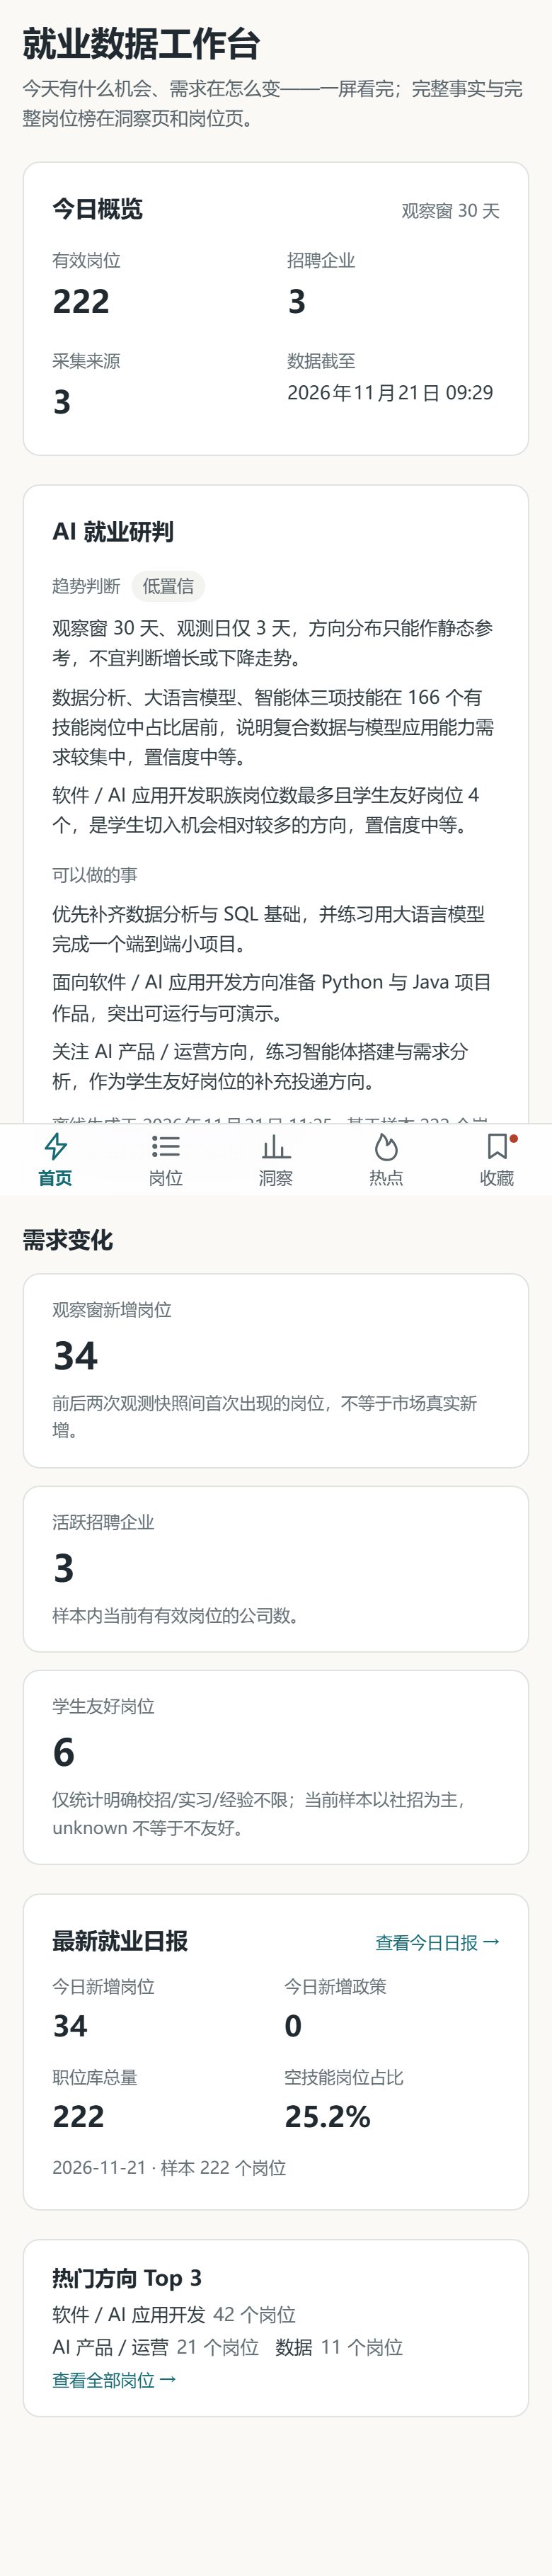 就业数据工作台
今天有什么机会、需求在怎么变——一屏看完；完整事实与完
整岗位榜在洞察页和岗位页。
今日概览
观察窗 30 天
有效岗位
招聘企业
222
3
采集来源
数据截至
3
2026年11月21日 09:29
AI 就业研判
趋势判断 低置信
观察窗 30 天、观测日仅 3 天，方向分布只能作静态参
考，不宜判断增长或下降走势。
数据分析、大语言模型、智能体三项技能在 166 个有
技能岗位中占比居前，说明复合数据与模型应用能力需
求较集中，置信度中等。
软件 / AI 应用开发职族岗位数最多且学生友好岗位 4
个，是学生切入机会相对较多的方向，置信度中等。
可以做的事
优先补齐数据分析与 SQL 基础，并练习用大语言模型
完成一个端到端小项目。
面向软件 / AI 应用开发方向准备 Python 与 Java 项目
作品，突出可运行与可演示。
关注 AI 产品 / 运营方向，练习智能体搭建与需求分
析，作为学生友好岗位的补充投递方向。
首页
岗位
洞察
热点
收藏
需求变化
观察窗新增岗位
34
前后两次观测快照间首次出现的岗位，不等于市场真实新
增。
活跃招聘企业
3
样本内当前有有效岗位的公司数。
学生友好岗位
6
仅统计明确校招/实习/经验不限；当前样本以社招为主，
unknown 不等于不友好。
最新就业日报
查看今日日报 →
今日新增岗位
今日新增政策
34
0
职位库总量
空技能岗位占比
222
25.2%
2026-11-21 · 样本 222 个岗位
热门方向 Top 3
软件 / AI 应用开发 42 个岗位
AI 产品 / 运营 21 个岗位 数据 11 个岗位
查看全部岗位 →